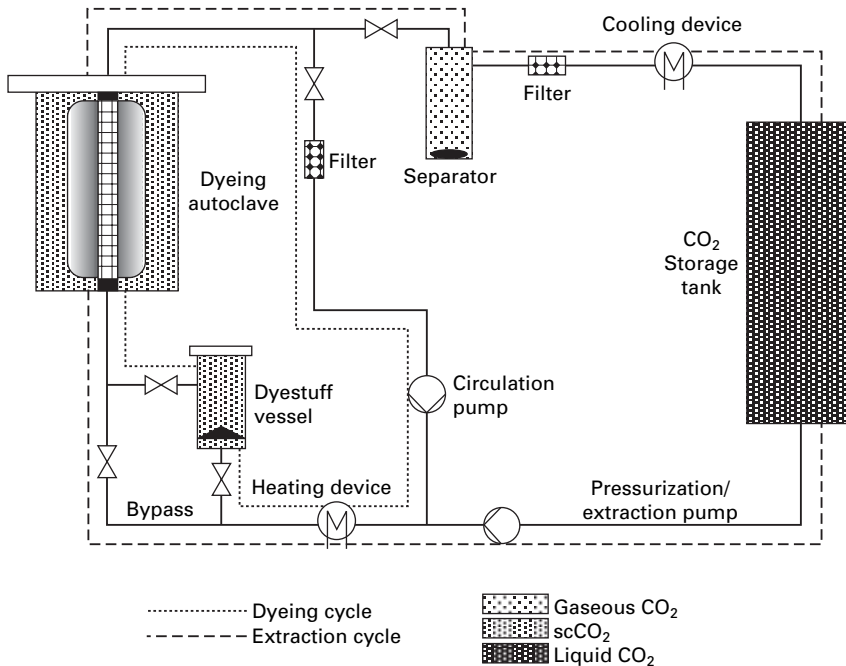 Cooling device
Filter
Separator
Filter
Dyeing
autoclave
CO₂
Storage
tank
Dyestuff
vessel
Circulation
pump
Heating device
Bypass
Pressurization/
extraction pump
Dyeing cycle
Extraction cycle
Gaseous CO₂
scCO₂
Liquid CO₂